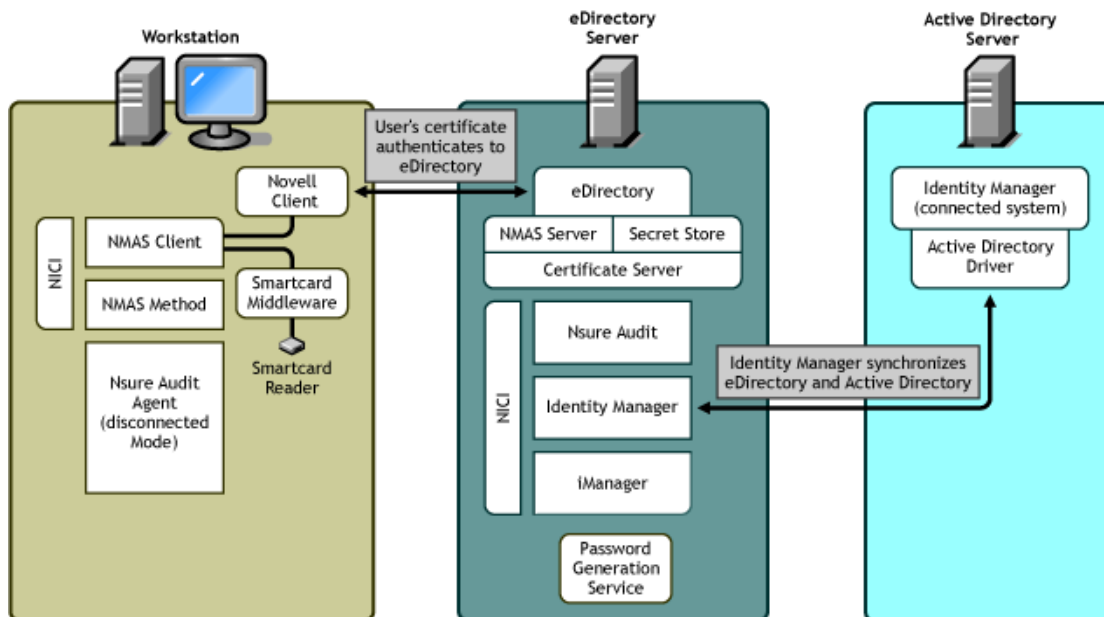 Workstation
eDirectory
Server
Active Directory
Server
User's certificate
authenticates to
eDirectory
Novell
Client
NICI
NMAS Client
NMAS Method
Smartcard
Middleware
Smartcard
Reader
Nsure Audit
Agent
(disconnected
Mode)
eDirectory
NMAS Server
Secret Store
Certificate Server
NICI
Nsure Audit
Identity Manager
iManager
Password
Generation
Service
Identity Manager
(connected system)
Active Directory
Driver
Identity Manager synchronizes
eDirectory and Active Directory